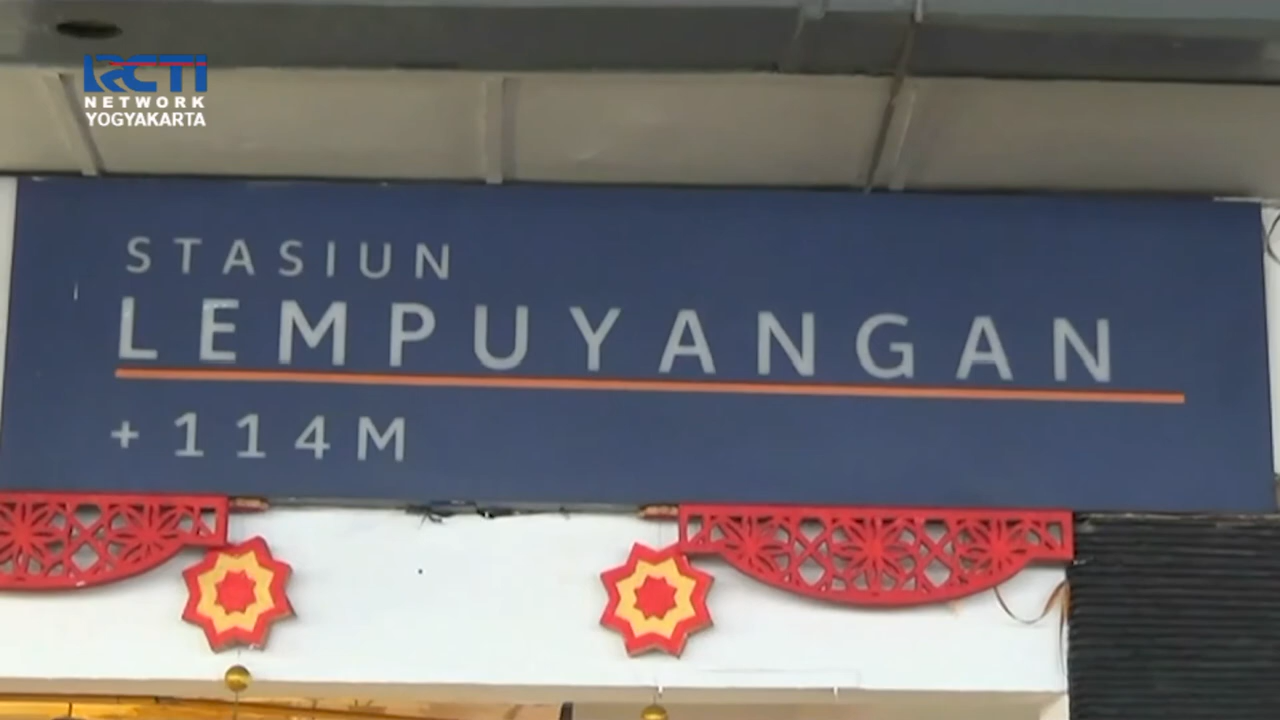 RCTI
NETWORK
YOGYAKARTA
STASIUN
LEMPUYANGAN
+114M